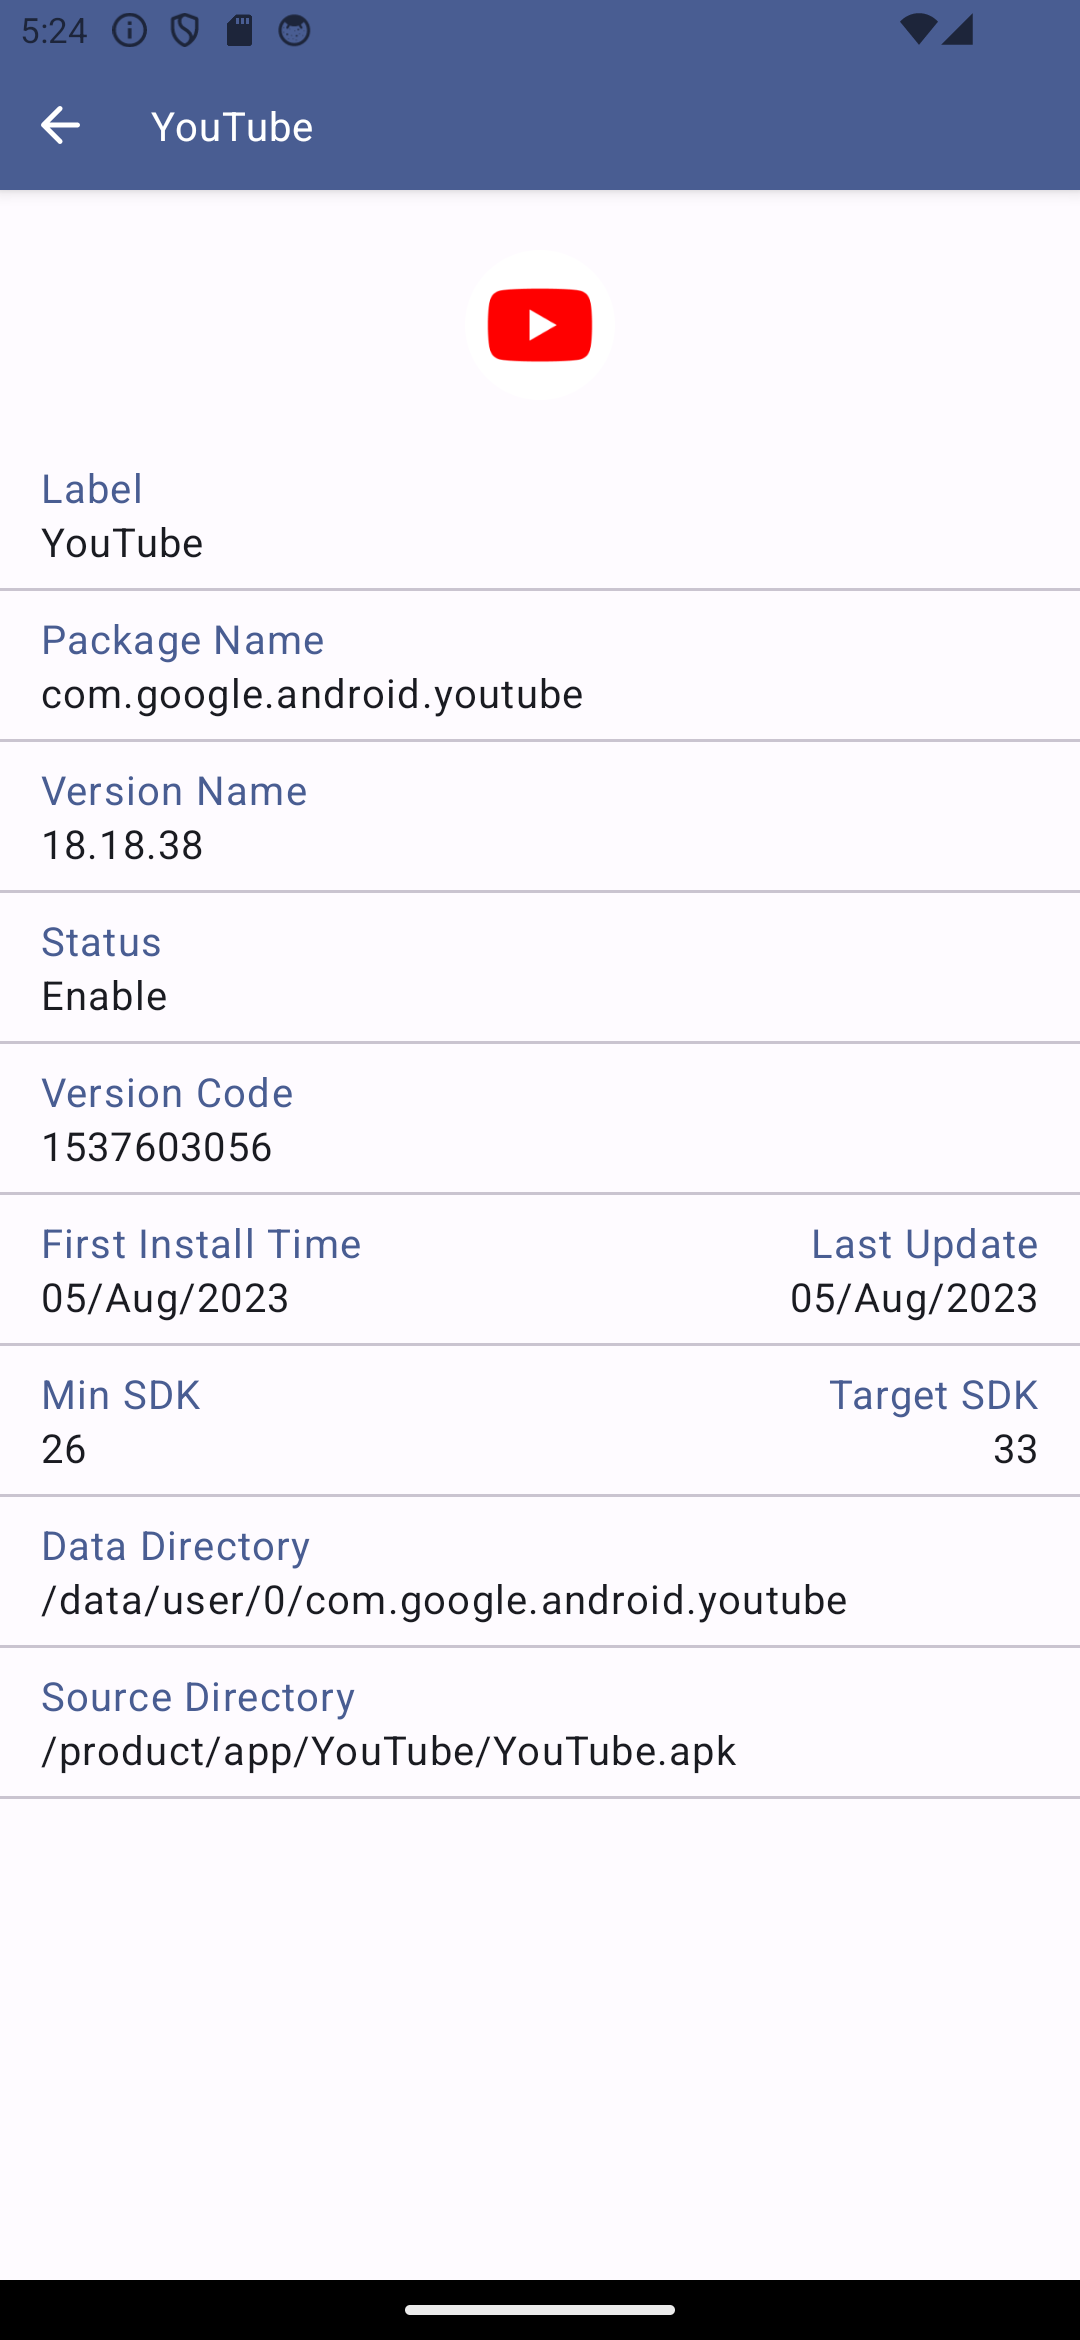 5:24
YouTube
Label
YouTube
Package Name
com.google.android.youtube
Version Name
18.18.38
Status
Enable
Version Code
1537603056
First Install Time Last Update
05/Aug/2023 05/Aug/2023
Min SDK Target SDK
26 33
Data Directory
/data/user/0/com.google.android.youtube
Source Directory
/product/app/YouTube/YouTube.apk